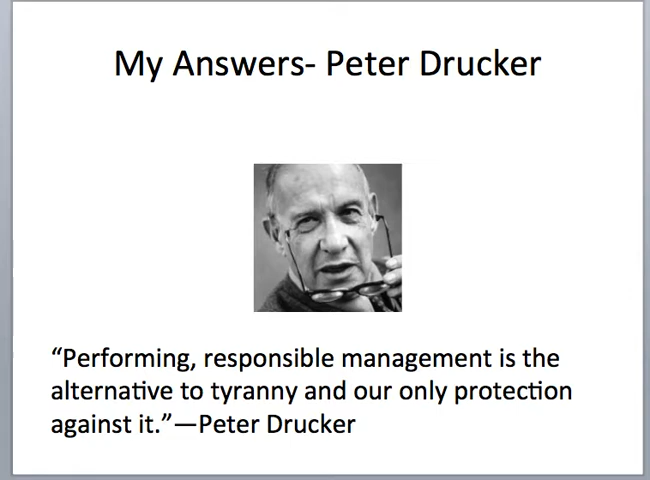 My Answers- Peter Drucker
“Performing, responsible management is the
alternative to tyranny and our only protection
against it.”—Peter Drucker